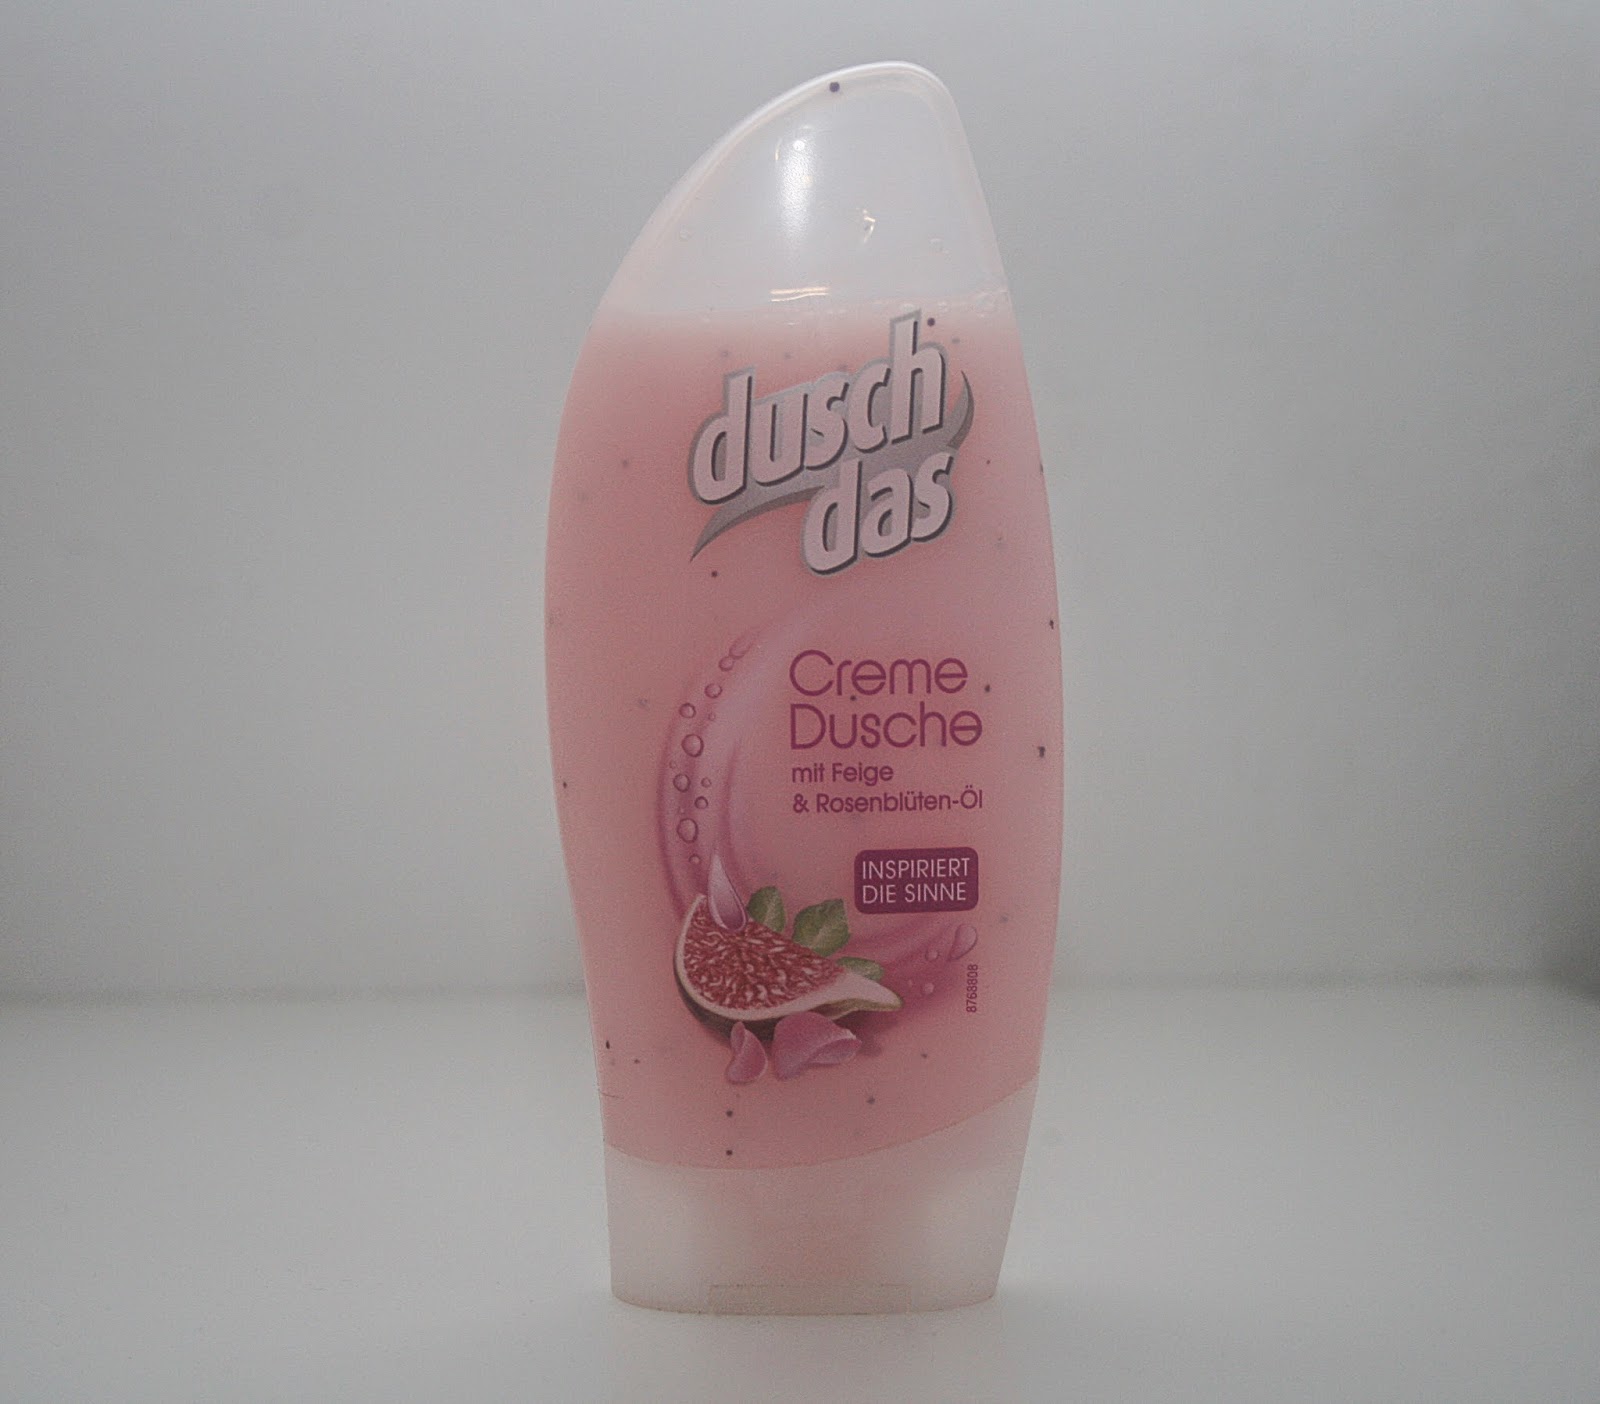 dusch
das
Creme
Dusche
mit Feige
& Rosenblüten-Öl
INSPIRIERT
DIE SINNE
8768808